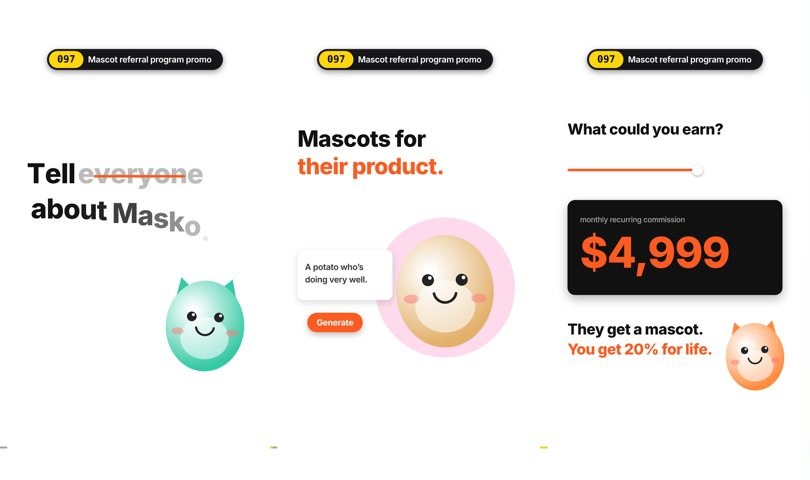 097 Mascot referral program promo
Tell everyone
about Masko.
097 Mascot referral program promo
Mascots for
their product.
A potato who's
doing very well.
Generate
097 Mascot referral program promo
What could you earn?
monthly recurring commission
$4,999
They get a mascot.
You get 20% for life.